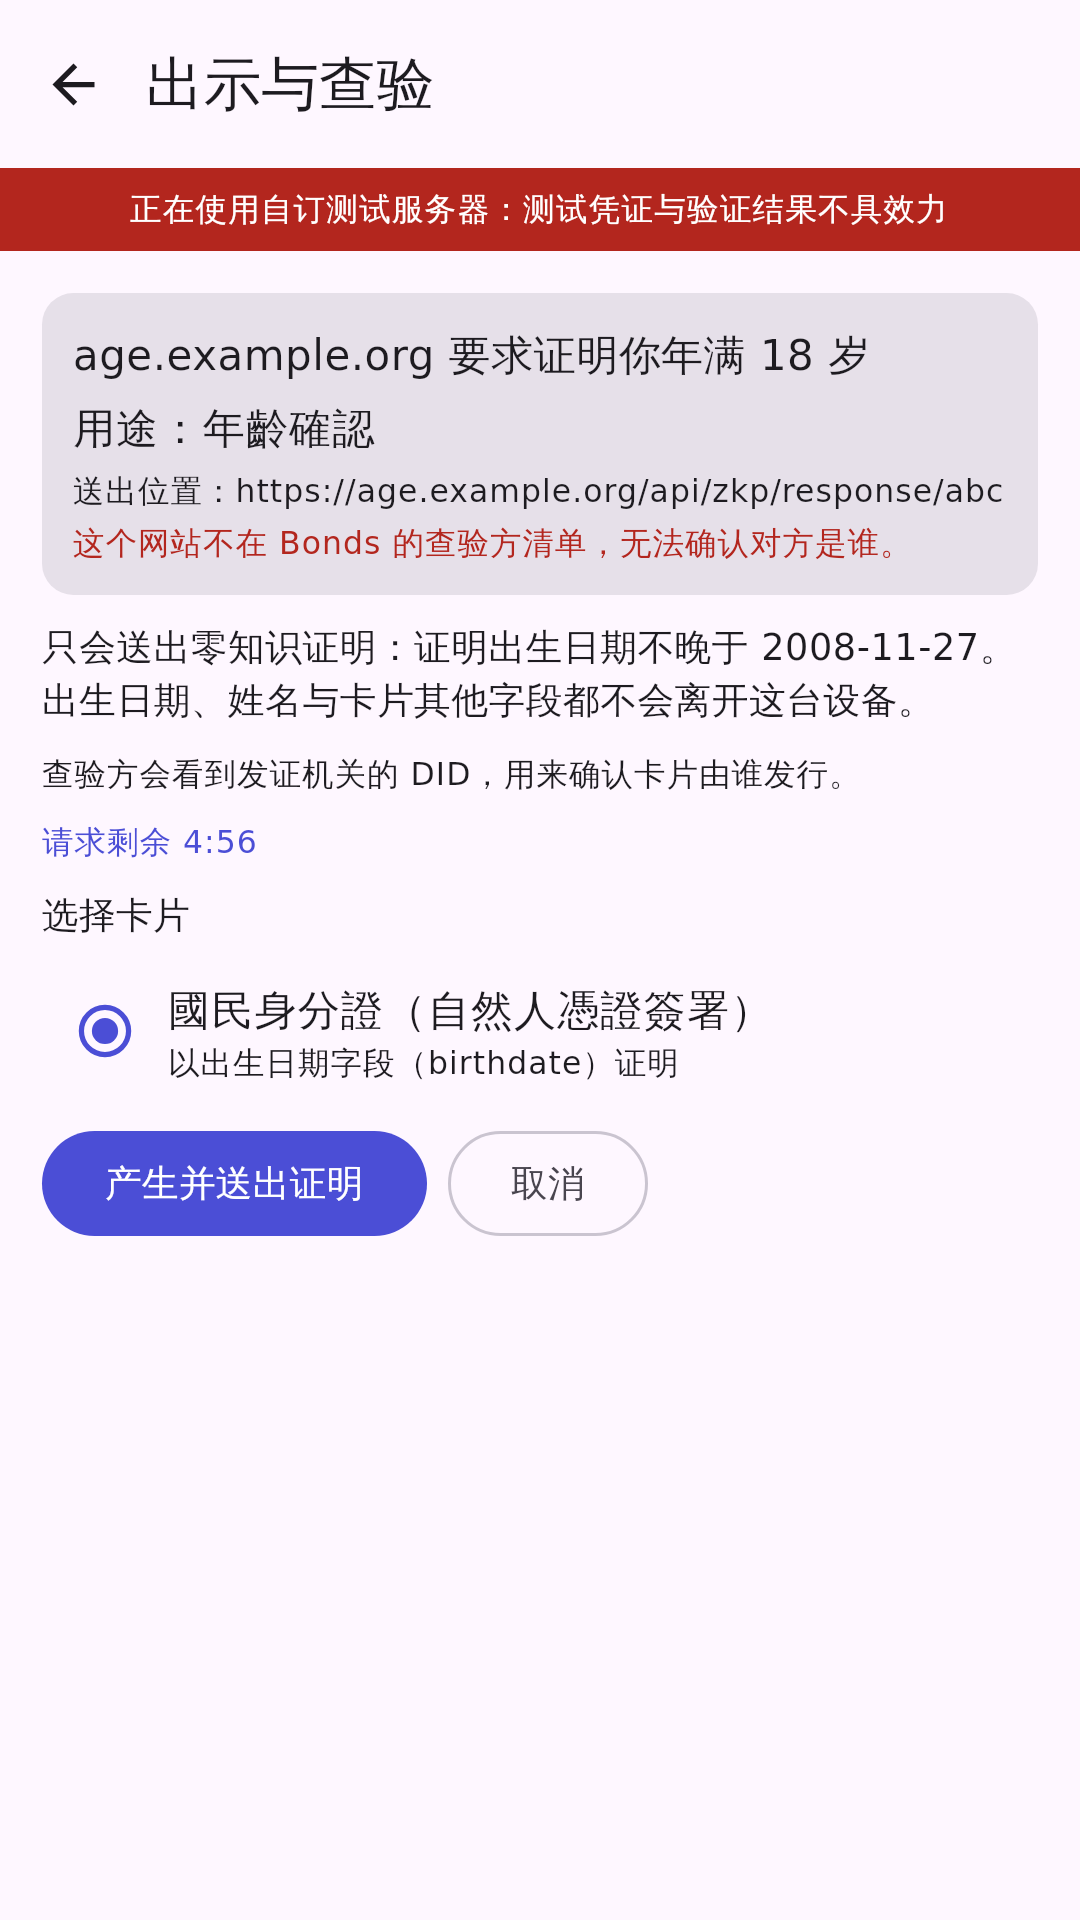 出示与查验
正在使用自订测试服务器：测试凭证与验证结果不具效力
age.example.org 要求证明你年满 18 岁
用途：年齡確認
送出位置：https://age.example.org/api/zkp/response/abc
这个网站不在 Bonds 的查验方清单，无法确认对方是谁。
只会送出零知识证明：证明出生日期不晚于 2008-11-27。
出生日期、姓名与卡片其他字段都不会离开这台设备。
查验方会看到发证机关的 DID，用来确认卡片由谁发行。
请求剩余 4:56
选择卡片
國民身分證（自然人憑證簽署）
以出生日期字段（birthdate）证明
产生并送出证明
取消